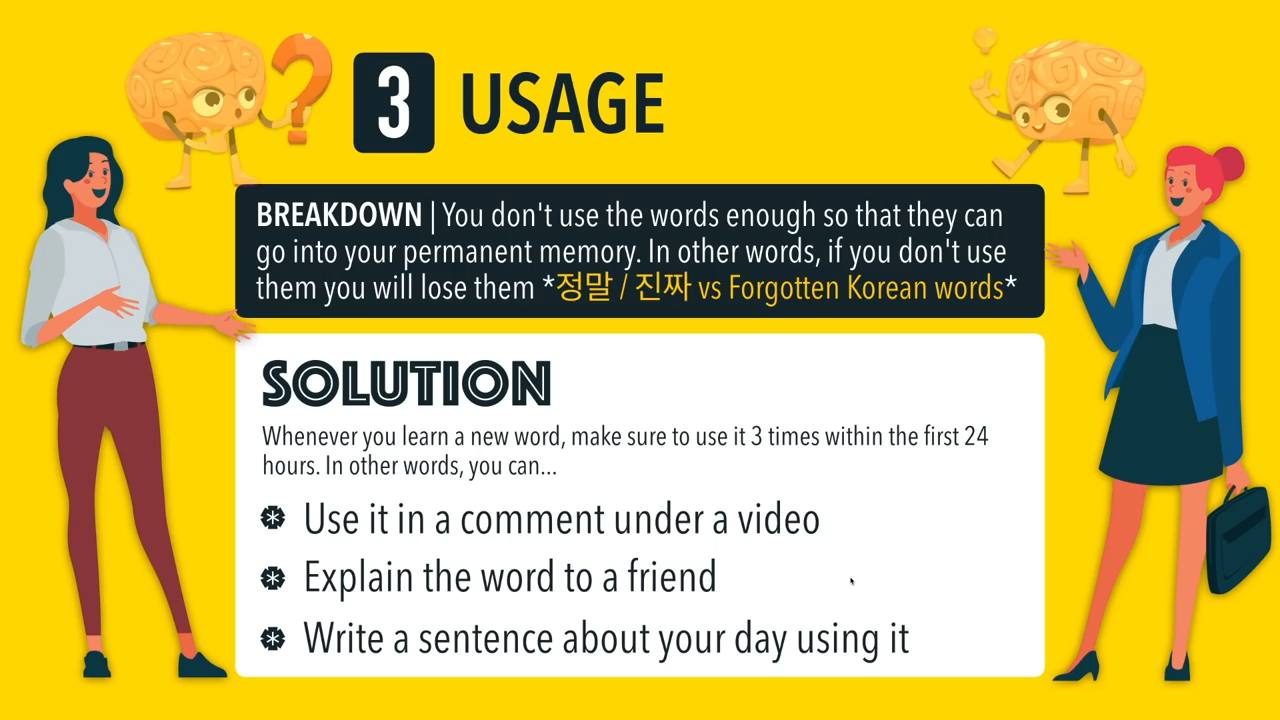 3 USAGE
BREAKDOWN | You don't use the words enough so that they can
go into your permanent memory. In other words, if you don't use
them you will lose them *정말 / 진짜 vs Forgotten Korean words*
SOLUTION
Whenever you learn a new word, make sure to use it 3 times within the first 24
hours. In other words, you can...
Use it in a comment under a video
Explain the word to a friend
Write a sentence about your day using it